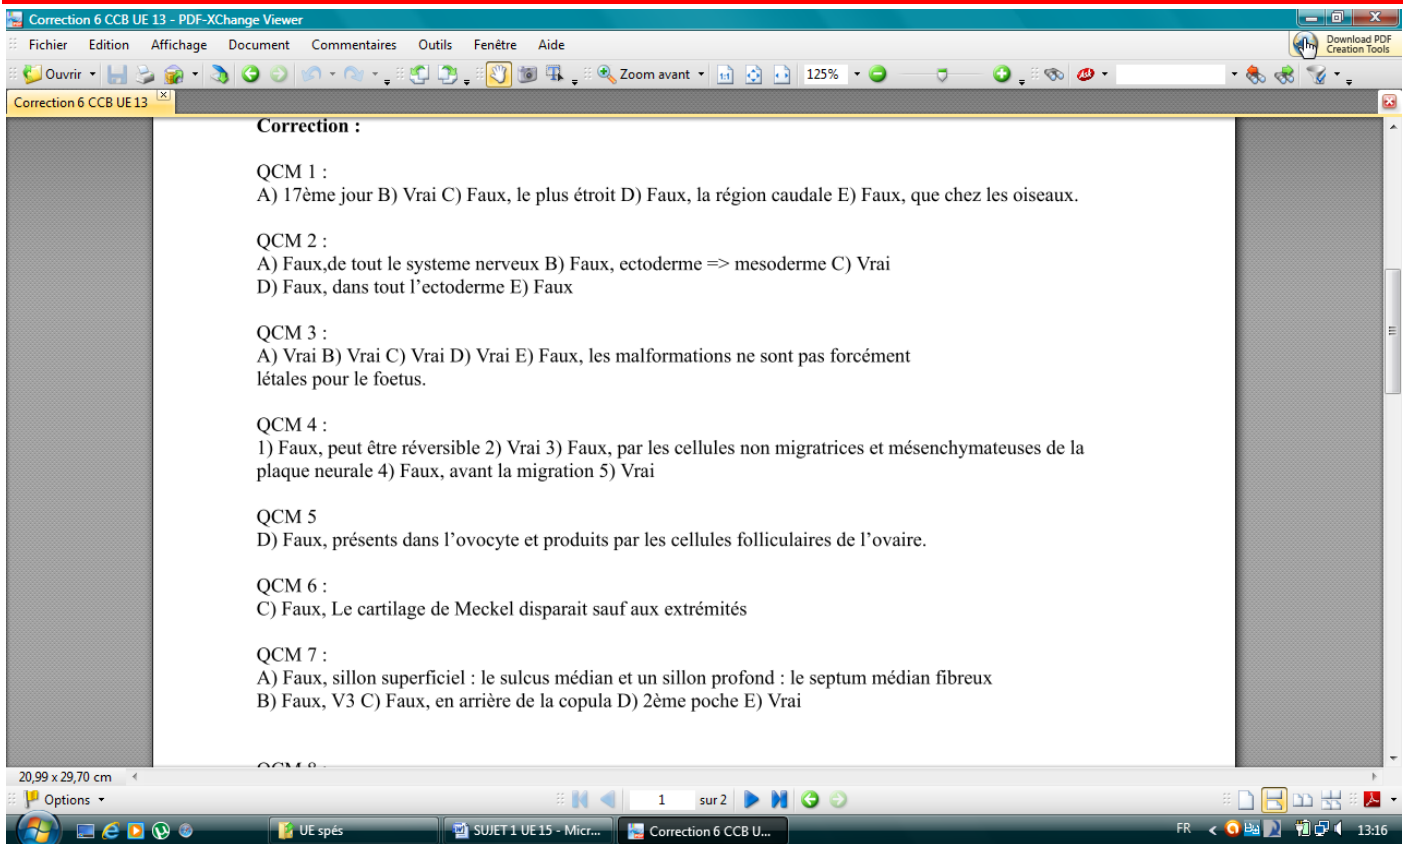 Correction 6 CCB UE 13 - PDF-XChange Viewer
Fichier Edition Affichage Document Commentaires Outils Fenêtre Aide
Download PDF
Creation Tools
Ouvrir Zoom avant 125%
Correction 6 CCB UE 13
Correction :
QCM 1 :
A) 17ème jour B) Vrai C) Faux, le plus étroit D) Faux, la région caudale E) Faux, que chez les oiseaux.
QCM 2 :
A) Faux,de tout le systeme nerveux B) Faux, ectoderme => mesoderme C) Vrai
D) Faux, dans tout l’ectoderme E) Faux
QCM 3 :
A) Vrai B) Vrai C) Vrai D) Vrai E) Faux, les malformations ne sont pas forcément
létales pour le foetus.
QCM 4 :
1) Faux, peut être réversible 2) Vrai 3) Faux, par les cellules non migratrices et mésenchymateuses de la
plaque neurale 4) Faux, avant la migration 5) Vrai
QCM 5
D) Faux, présents dans l’ovocyte et produits par les cellules folliculaires de l’ovaire.
QCM 6 :
C) Faux, Le cartilage de Meckel disparait sauf aux extrémités
QCM 7 :
A) Faux, sillon superficiel : le sulcus médian et un sillon profond : le septum médian fibreux
B) Faux, V3 C) Faux, en arrière de la copula D) 2ème poche E) Vrai
20,99 x 29,70 cm
Options 1 sur 2
UE spés SUJET 1 UE 15 - Micr... Correction 6 CCB U... FR 13:16